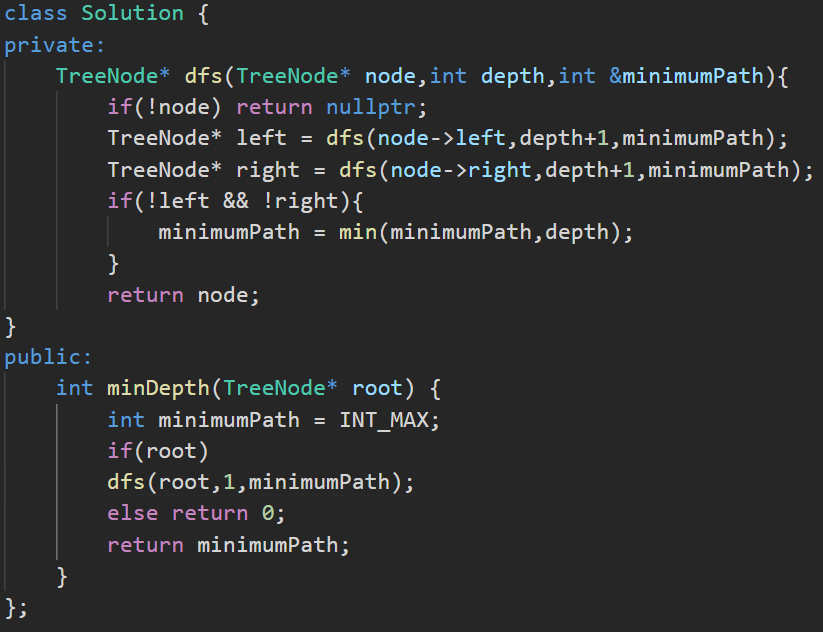 class Solution {
private:
    TreeNode* dfs(TreeNode* node,int depth,int &minimumPath){
        if(!node) return nullptr;
        TreeNode* left = dfs(node->left,depth+1,minimumPath);
        TreeNode* right = dfs(node->right,depth+1,minimumPath);
        if(!left && !right){
            minimumPath = min(minimumPath,depth);
        }
        return node;
}
public:
    int minDepth(TreeNode* root) {
        int minimumPath = INT_MAX;
        if(root)
        dfs(root,1,minimumPath);
        else return 0;
        return minimumPath;
    }
};